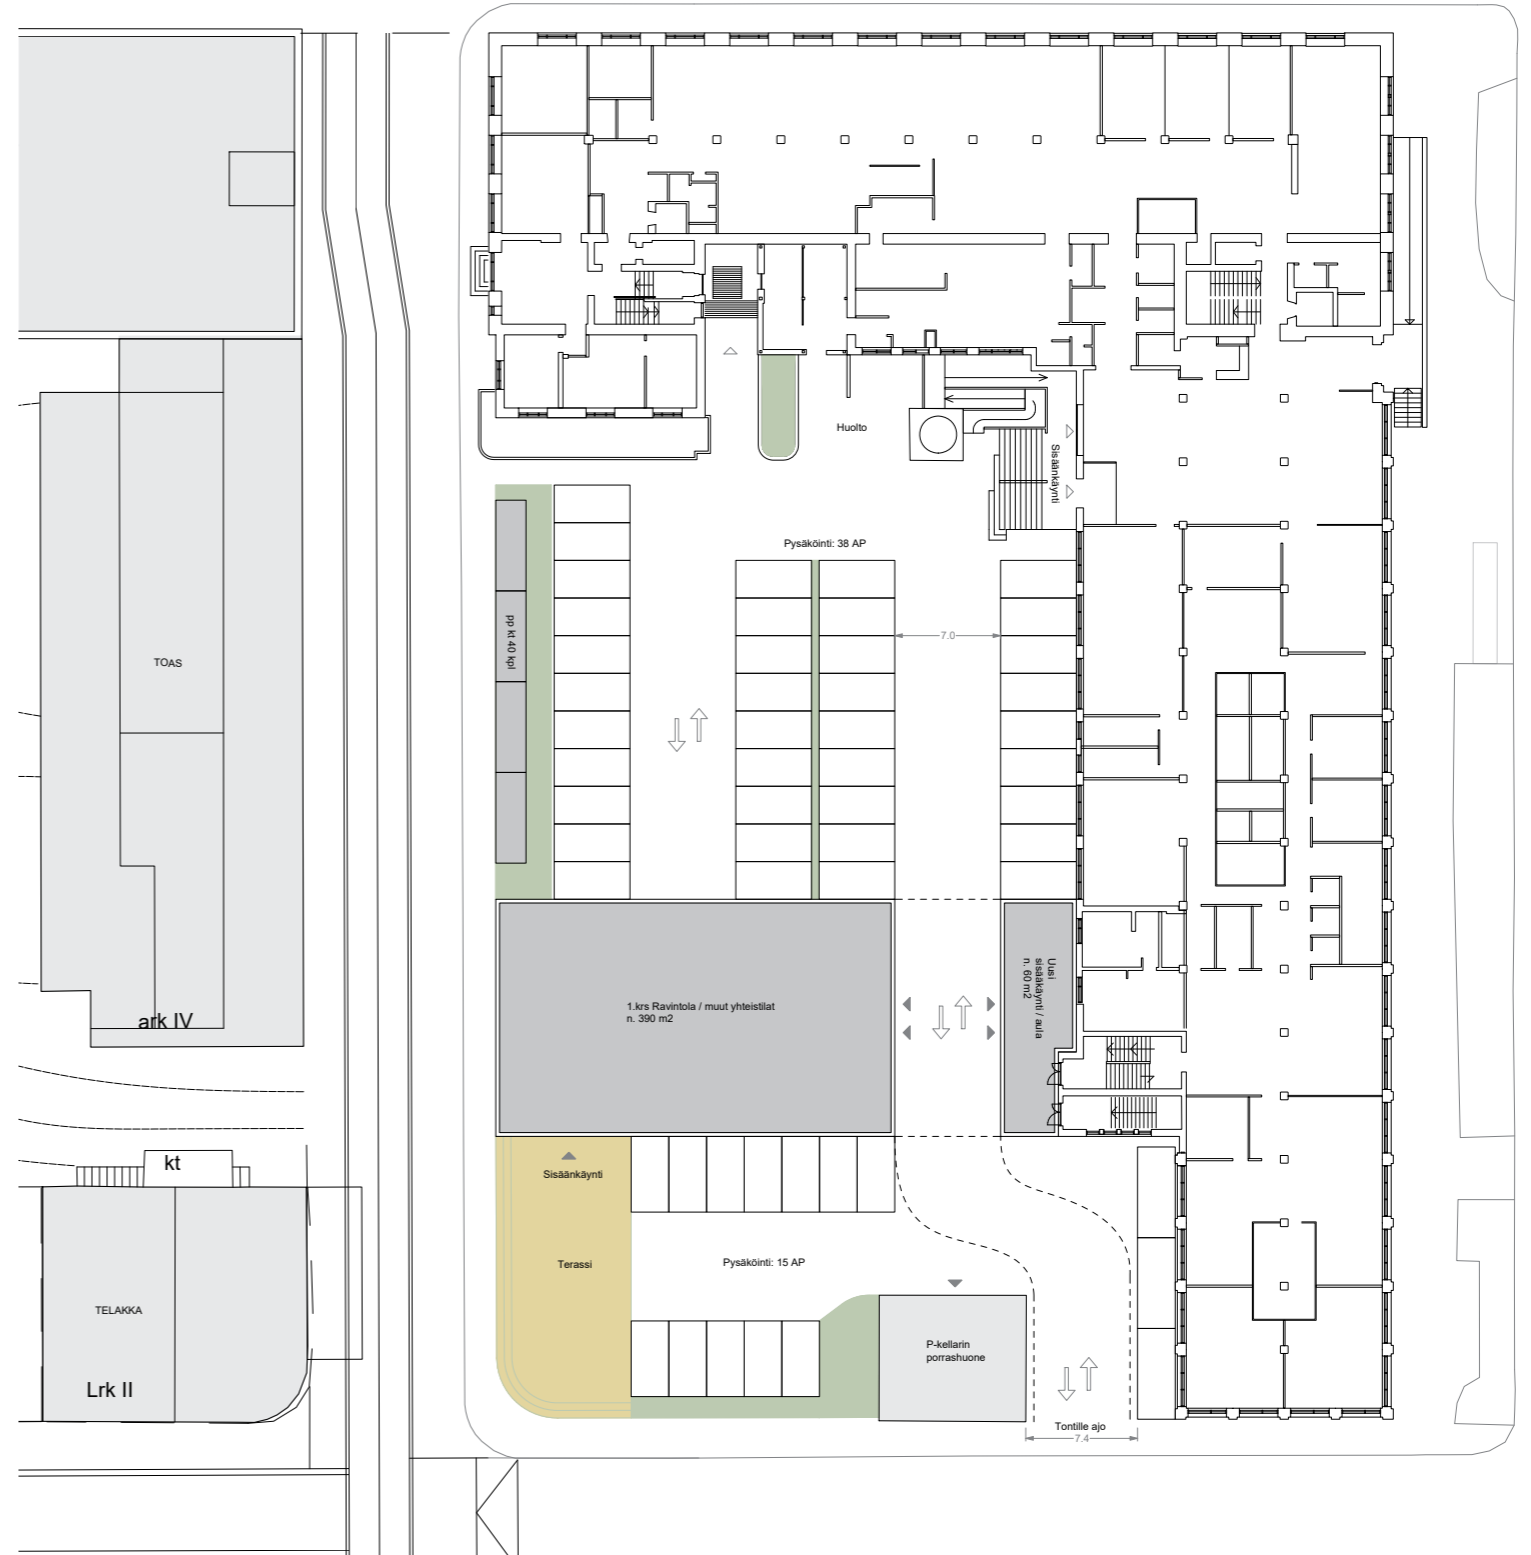 Huolto
Sisäänkäynti
Pysäköinti: 38 AP
7.0
pp kt 40 kpl
TOAS
1.krs Ravintola / muut yhteistilat
n. 390 m2
Uusi
sisääkäynti / aula
n. 60 m2
ark IV
kt
Sisäänkäynti
Terassi
Pysäköinti: 15 AP
TELAKKA
P-kellarin
porrashuone
Lrk II
Tontille ajo
7.4